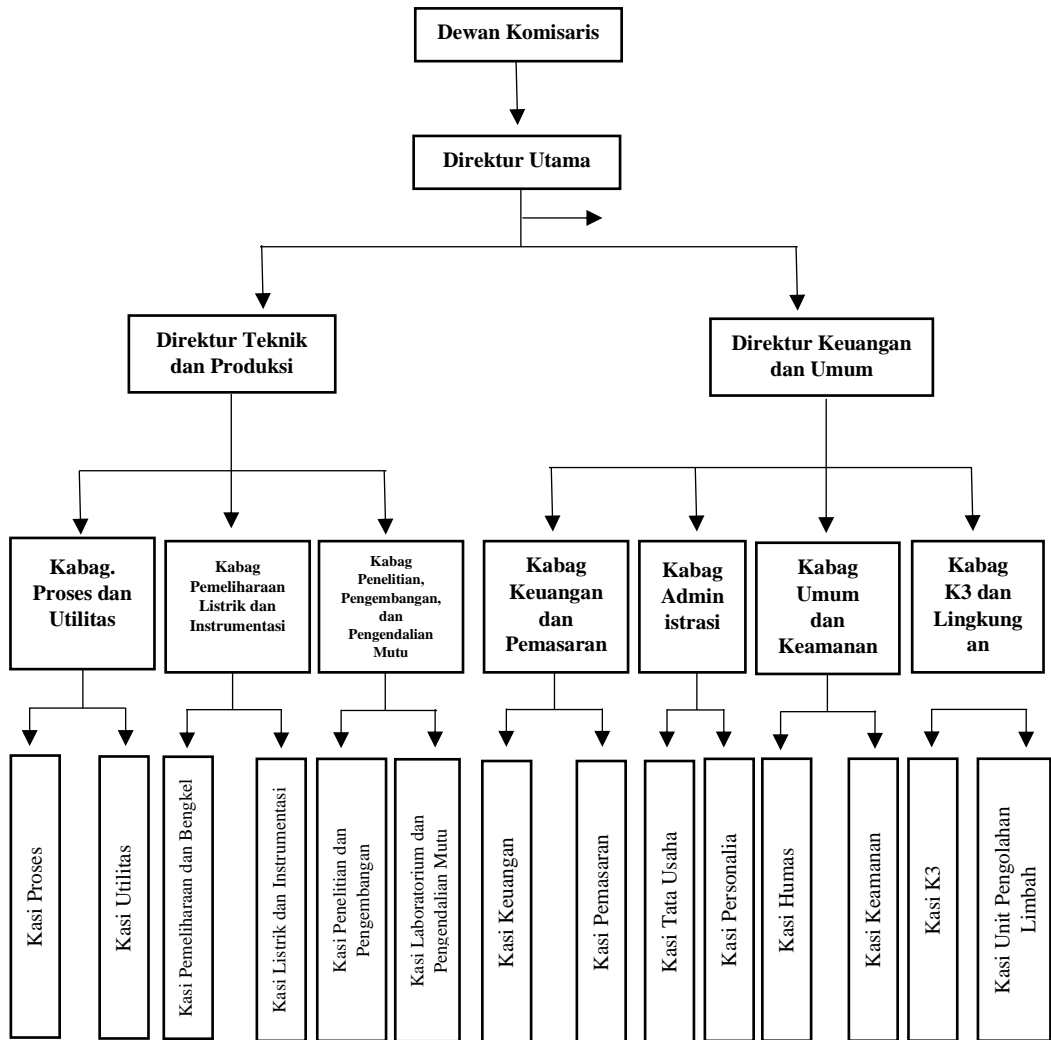 Dewan Komisaris
Direktur Utama
Direktur Teknik
dan Produksi
Direktur Keuangan
dan Umum
Kabag.
Proses dan
Utilitas
Kabag
Pemeliharaan
Listrik dan
Instrumentasi
Kabag
Penelitian,
Pengembangan,
dan
Pengendalian
Mutu
Kabag
Keuangan
dan
Pemasaran
Kabag
Admin
istrasi
Kabag
Umum
dan
Keamanan
Kabag
K3 dan
Lingkung
an
Kasi Proses
Kasi Utilitas
Kasi Pemeliharaan dan Bengkel
Kasi Listrik dan Instrumentasi
Kasi Penelitian dan
Pengembangan
Kasi Laboratorium dan
Pengendalian Mutu
Kasi Keuangan
Kasi Pemasaran
Kasi Tata Usaha
Kasi Personalia
Kasi Humas
Kasi Keamanan
Kasi K3
Kasi Unit Pengolahan
Limbah